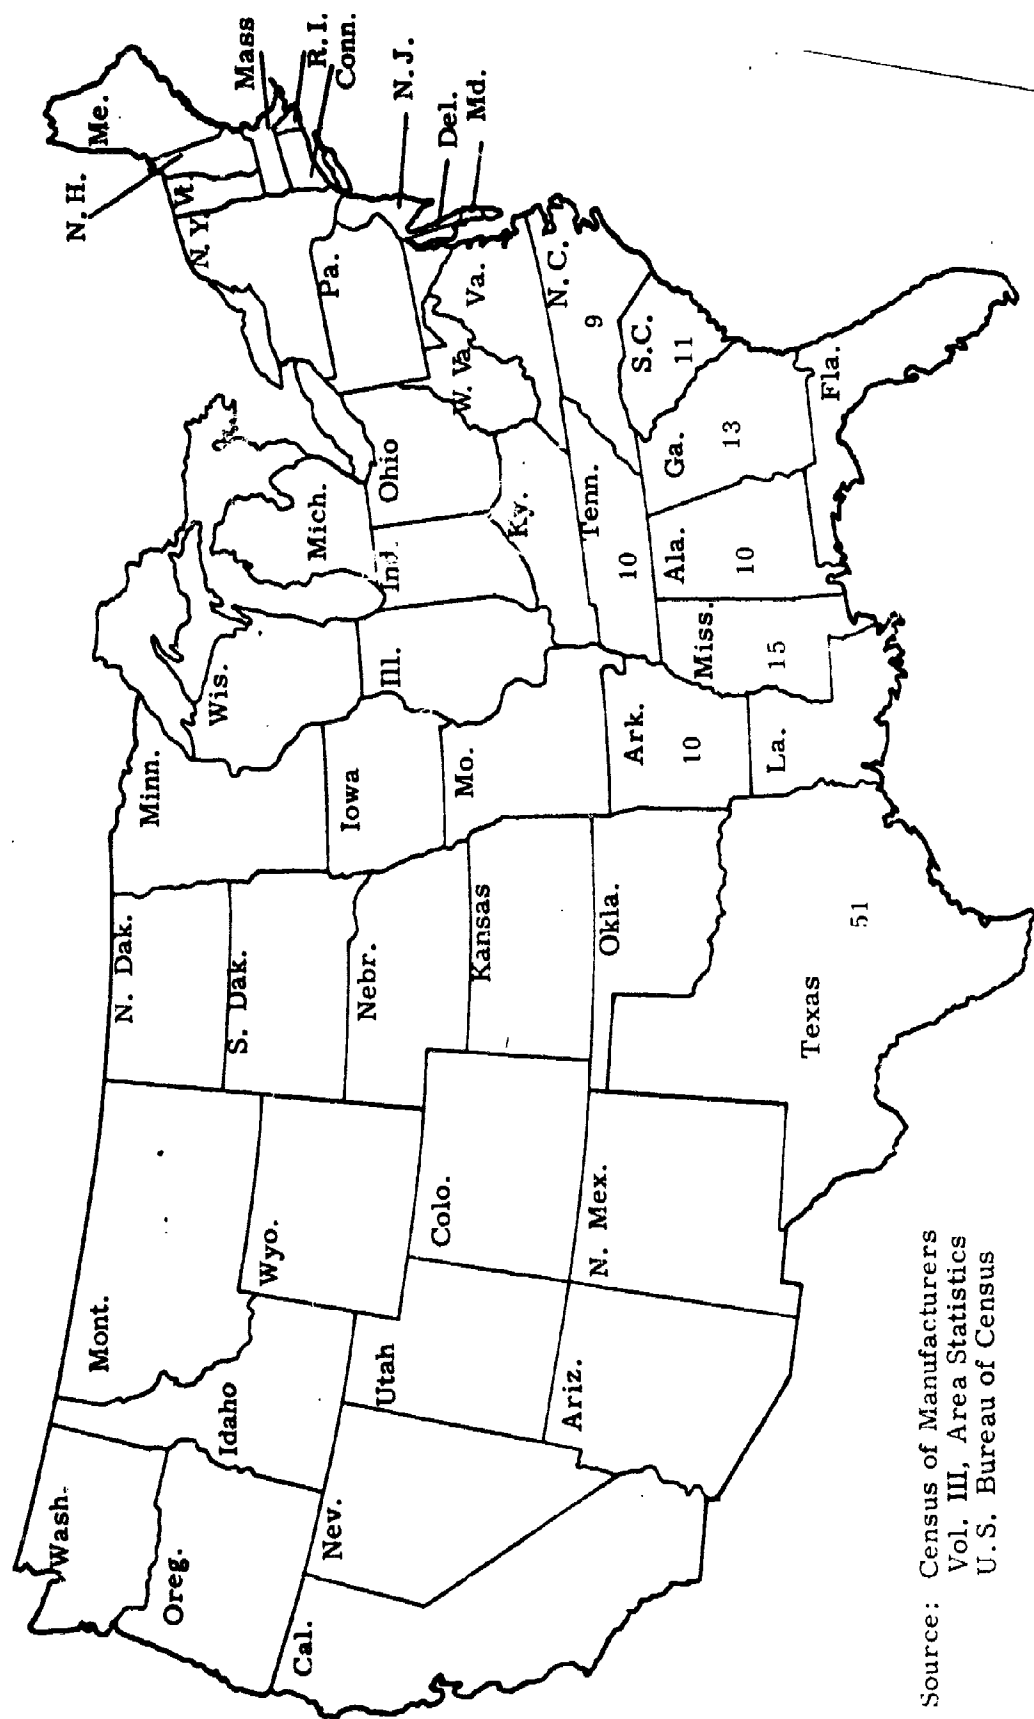 Wash.
Oreg.
Cal.
Nev.
Idaho
Mont.
Wyo.
Utah
Ariz.
Colo.
N. Mex.
N. Dak.
S. Dak.
Nebr.
Kansas
Okla.
Texas
51
Minn.
Iowa
Mo.
Ark.
10
La.
Wis.
Ill.
Mich.
Ind.
Ohio
Ky.
Tenn.
10
Miss.
15
Ala.
10
Ga.
13
Fla.
S.C.
11
N. C.
9
Va.
W. Va
Pa.
N. Y.
Vt.
N. H.
Me.
Mass
R. I.
Conn.
N. J.
Del.
Md.
Source: Census of Manufacturers
Vol. III, Area Statistics
U.S. Bureau of Census